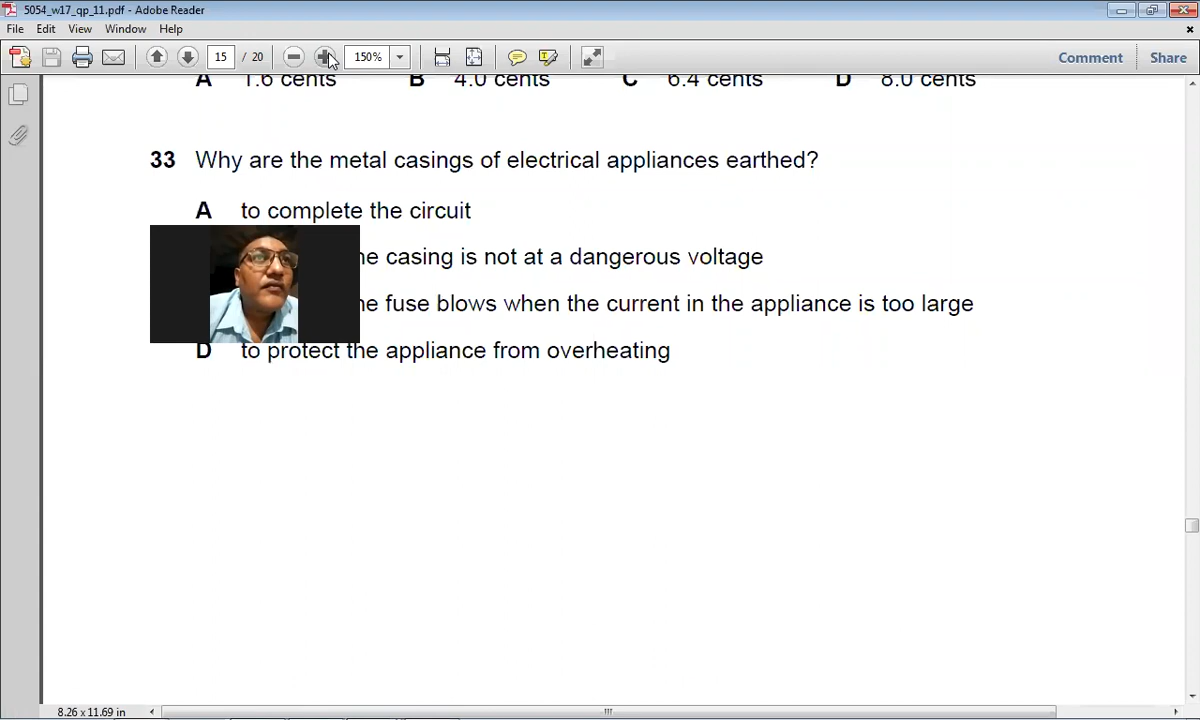 5054_w17_qp_11.pdf - Adobe Reader
File Edit View Window Help
15 / 20 150% Comment Share
A 1.6 cents B 4.0 cents C 6.4 cents D 8.0 cents
33 Why are the metal casings of electrical appliances earthed?
A to complete the circuit
casing is not at a dangerous voltage
fuse blows when the current in the appliance is too large
D to protect the appliance from overheating
8.26 x 11.69 in